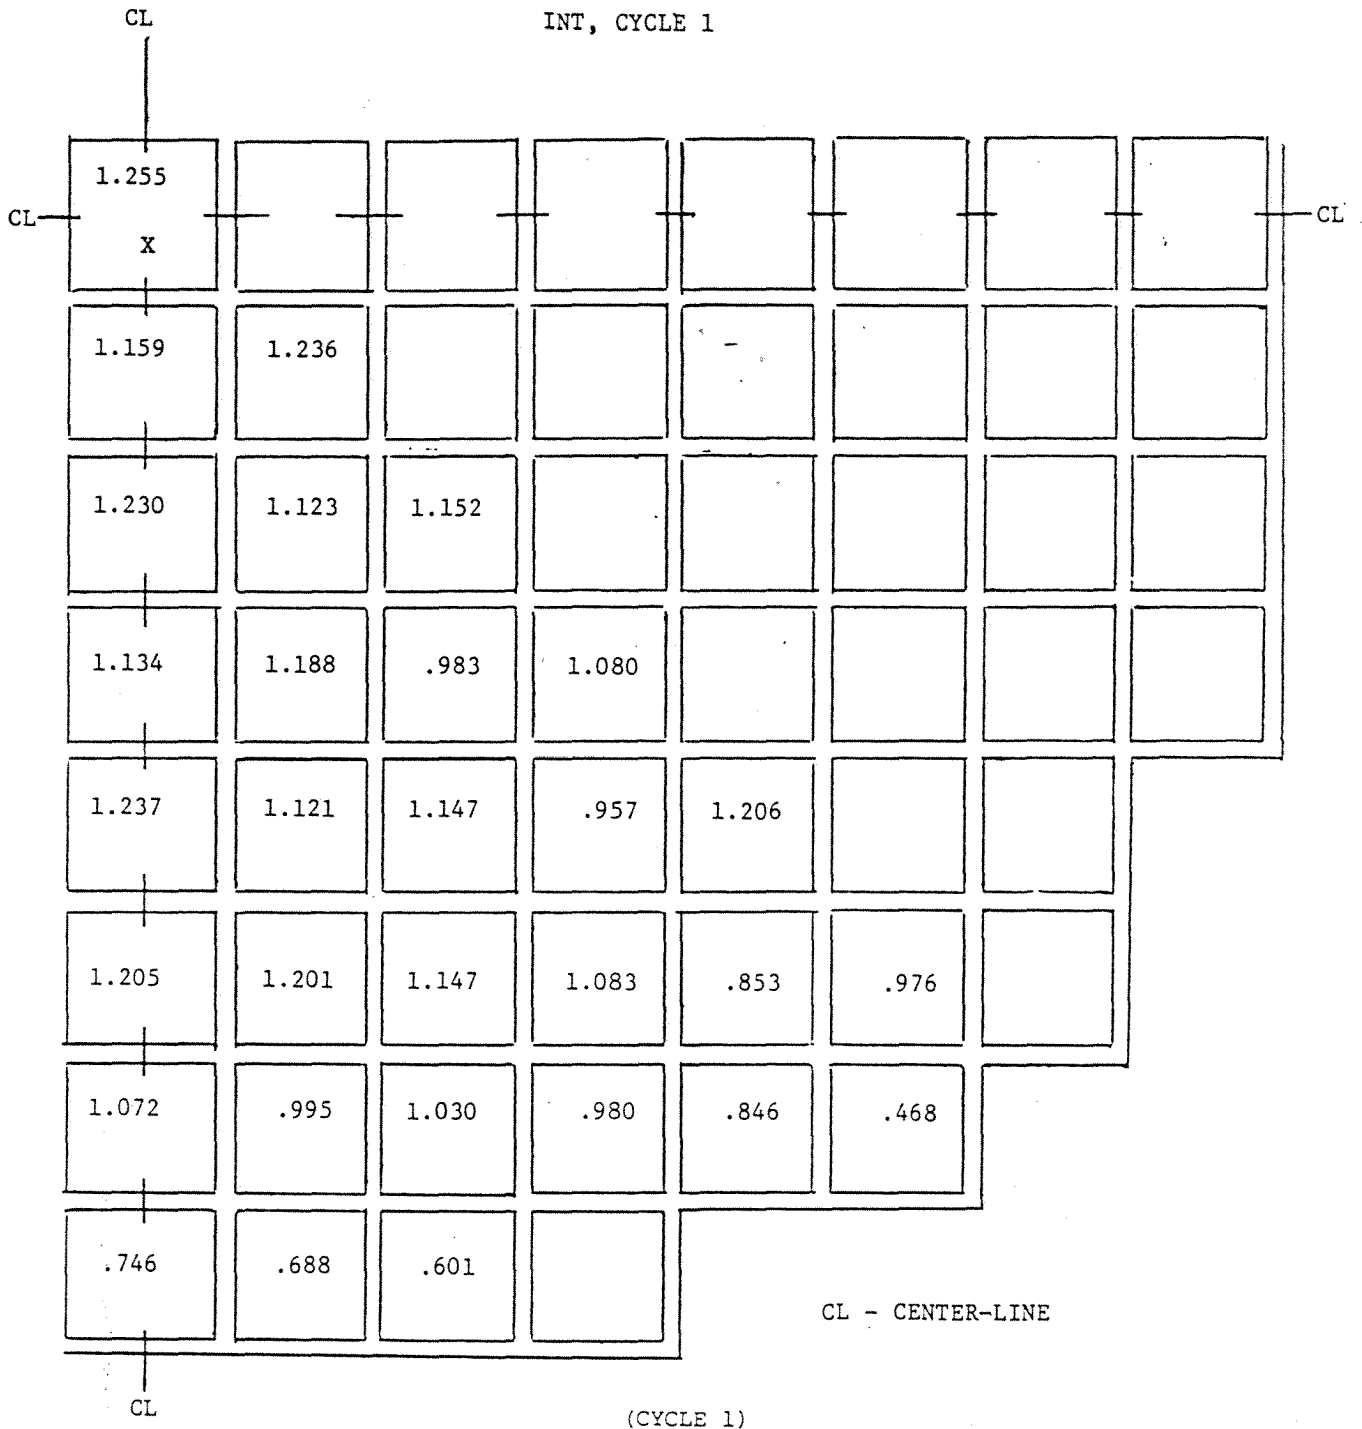 CL
INT, CYCLE 1
1.255
CL
CL
X
1.159 1.236
1.230 1.123 1.152
1.134 1.188 .983 1.080
1.237 1.121 1.147 .957 1.206
1.205 1.201 1.147 1.083 .853 .976
1.072 .995 1.030 .980 .846 .468
.746 .688 .601
CL - CENTER-LINE
CL
(CYCLE 1)